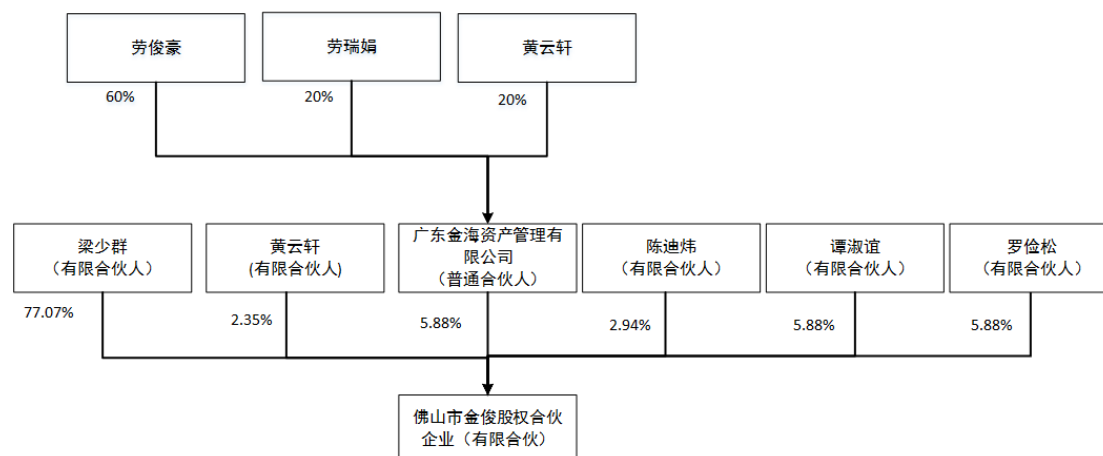 劳俊豪
劳瑞娟
黄云轩
60%
20%
20%
梁少群
（有限合伙人）
黄云轩
(有限合伙人)
广东金海资产管理有
限公司
（普通合伙人）
陈迪炜
（有限合伙人）
谭淑谊
（有限合伙人）
罗俭松
（有限合伙人）
77.07%
2.35%
5.88%
2.94%
5.88%
5.88%
佛山市金俊股权合伙
企业（有限合伙）